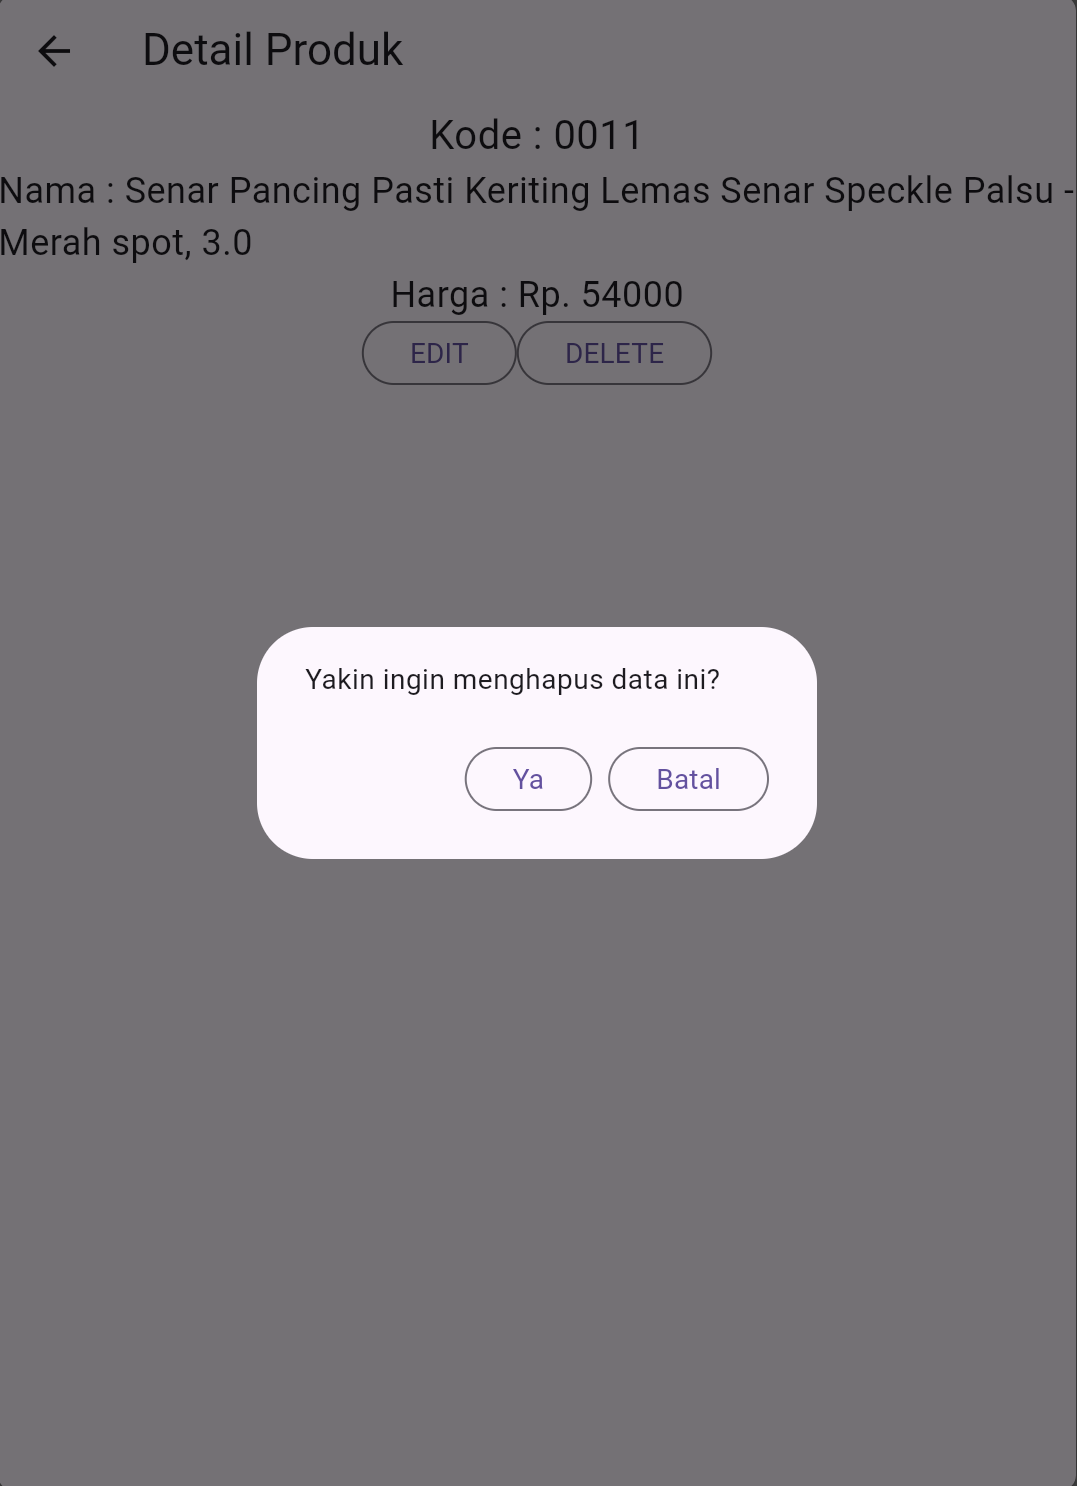 Detail Produk
Kode : 0011
Nama : Senar Pancing Pasti Keriting Lemas Senar Speckle Palsu -
Merah spot, 3.0
Harga : Rp. 54000
EDIT DELETE
Yakin ingin menghapus data ini?
Ya Batal